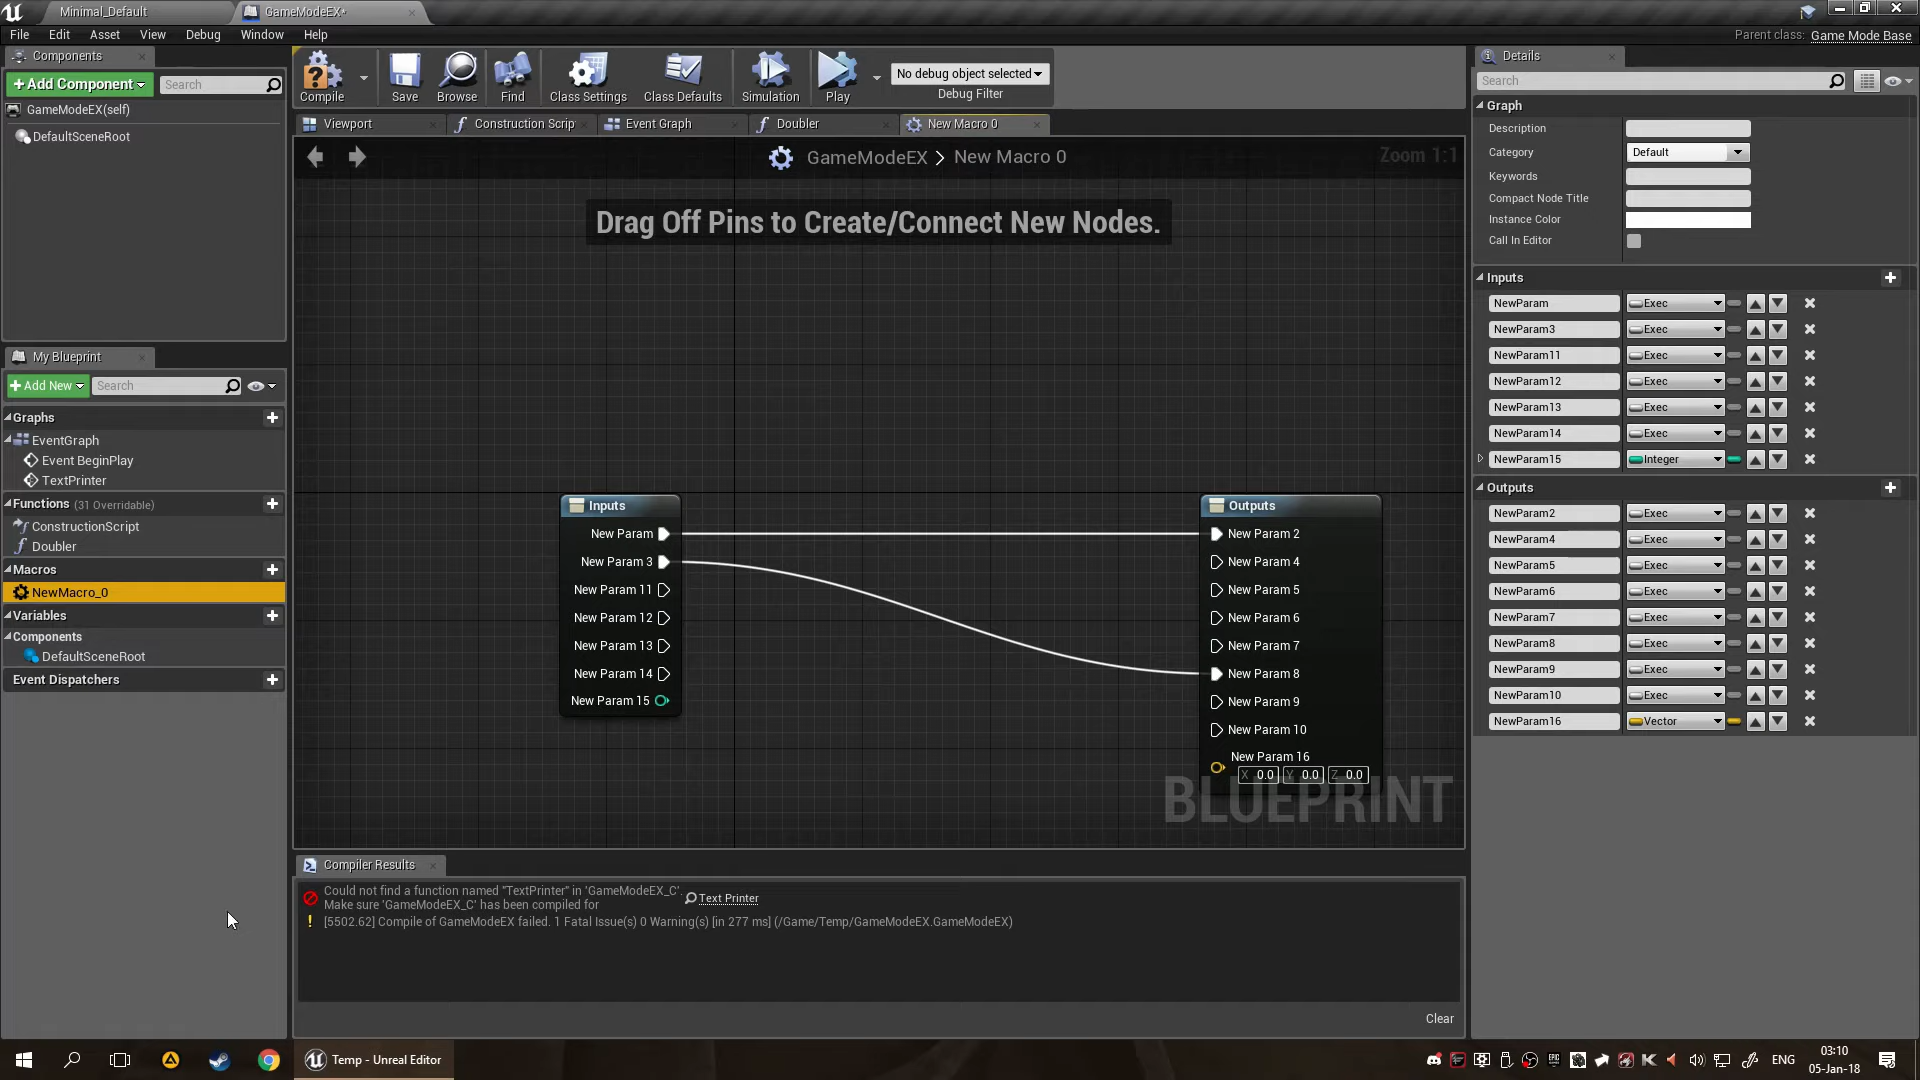 Minimal_Default
GameModeEX*
File Edit Asset View Debug Window Help
Parent class: Game Mode Base
Components
+Add Component
Search
GameModeEX(self)
DefaultSceneRoot
My Blueprint
+Add New
Search
Graphs
EventGraph
Event BeginPlay
TextPrinter
Functions (31 Overridable)
ConstructionScript
Doubler
Macros
NewMacro_0
Variables
Components
DefaultSceneRoot
Event Dispatchers
Compile Save Browse Find Class Settings Class Defaults Simulation Play
No debug object selected
Debug Filter
Viewport
Construction Scrip
Event Graph
Doubler
New Macro 0
GameModeEX > New Macro 0
Zoom 1:1
Drag Off Pins to Create/Connect New Nodes.
Inputs
New Param
New Param 3
New Param 11
New Param 12
New Param 13
New Param 14
New Param 15
Outputs
New Param 2
New Param 4
New Param 5
New Param 6
New Param 7
New Param 8
New Param 9
New Param 10
New Param 16
X 0.0 Y 0.0 Z 0.0
BLUEPRINT
Compiler Results
Could not find a function named "TextPrinter" in 'GameModeEX_C'.
Make sure 'GameModeEX_C' has been compiled for
Text Printer
[5502.62] Compile of GameModeEX failed. 1 Fatal Issue(s) 0 Warning(s) [in 277 ms] (/Game/Temp/GameModeEX.GameModeEX)
Clear
Details
Search
Graph
Description
Category Default
Keywords
Compact Node Title
Instance Color
Call In Editor
Inputs
NewParam Exec
NewParam3 Exec
NewParam11 Exec
NewParam12 Exec
NewParam13 Exec
NewParam14 Exec
NewParam15 Integer
Outputs
NewParam2 Exec
NewParam4 Exec
NewParam5 Exec
NewParam6 Exec
NewParam7 Exec
NewParam8 Exec
NewParam9 Exec
NewParam10 Exec
NewParam16 Vector
Temp - Unreal Editor
ENG
03:10
05-Jan-18